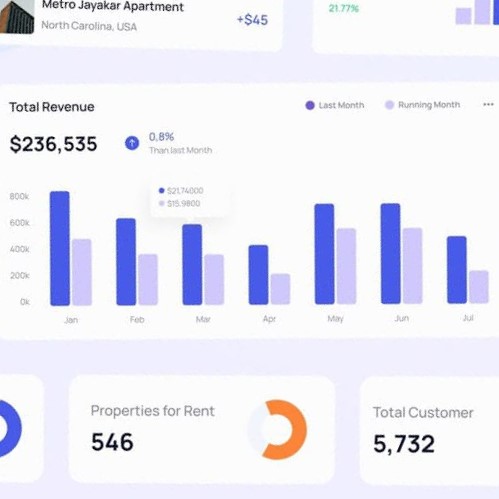 Metro Jayakar Apartment
North Carolina, USA
+$45
21.77%
Total Revenue
Last Month
Running Month
$236,535
0,8%
Than last Month
$21.74000
$15.9800
800k
600k
400k
200k
0k
Jan
Feb
Mar
Apr
May
Jun
Jul
Properties for Rent
546
Total Customer
5,732